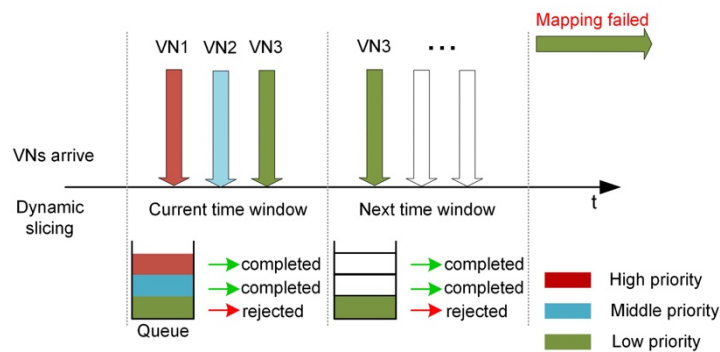 Mapping failed
VN1 VN2 VN3 VN3 ...
VNs arrive
t
Dynamic
slicing
Current time window
Next time window
completed
completed
rejected
Queue
completed
completed
rejected
High priority
Middle priority
Low priority